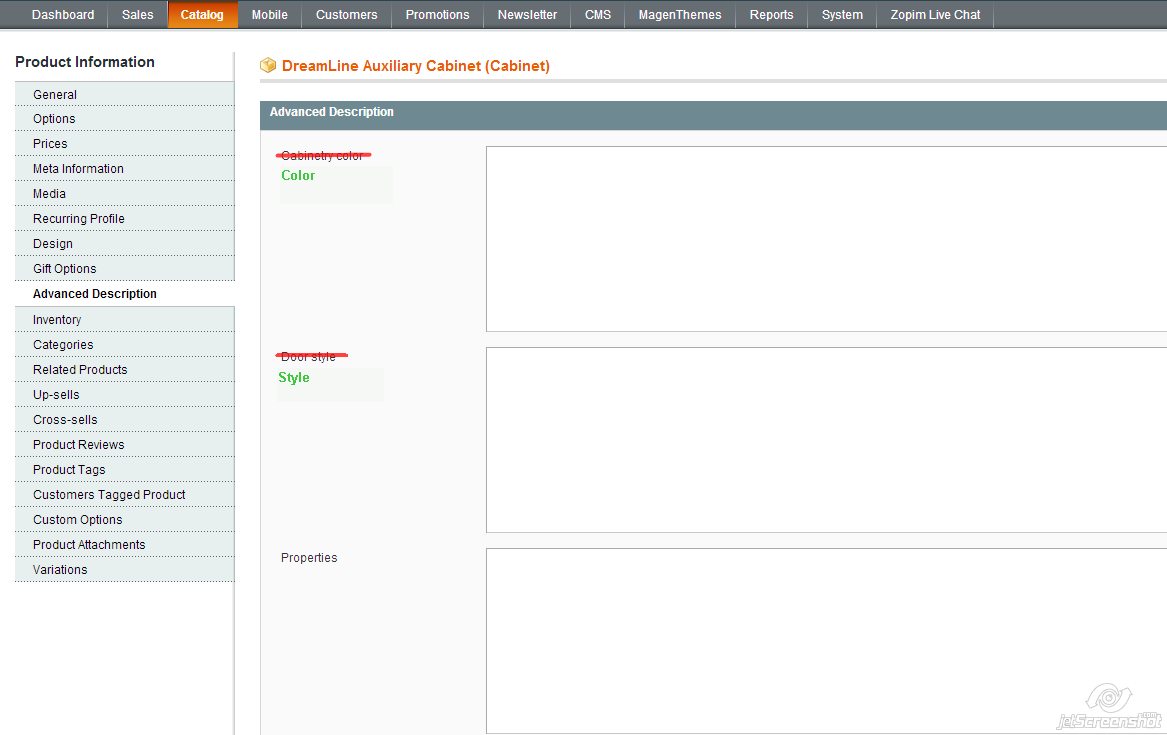 Dashboard Sales Catalog Mobile Customers Promotions Newsletter CMS MagenThemes Reports System Zopim Live Chat
Product Information
General
Options
Prices
Meta Information
Media
Recurring Profile
Design
Gift Options
Advanced Description
Inventory
Categories
Related Products
Up-sells
Cross-sells
Product Reviews
Product Tags
Customers Tagged Product
Custom Options
Product Attachments
Variations
DreamLine Auxiliary Cabinet (Cabinet)
Advanced Description
Cabinetry color
Color
Door style
Style
Properties
jetScreenshot.com